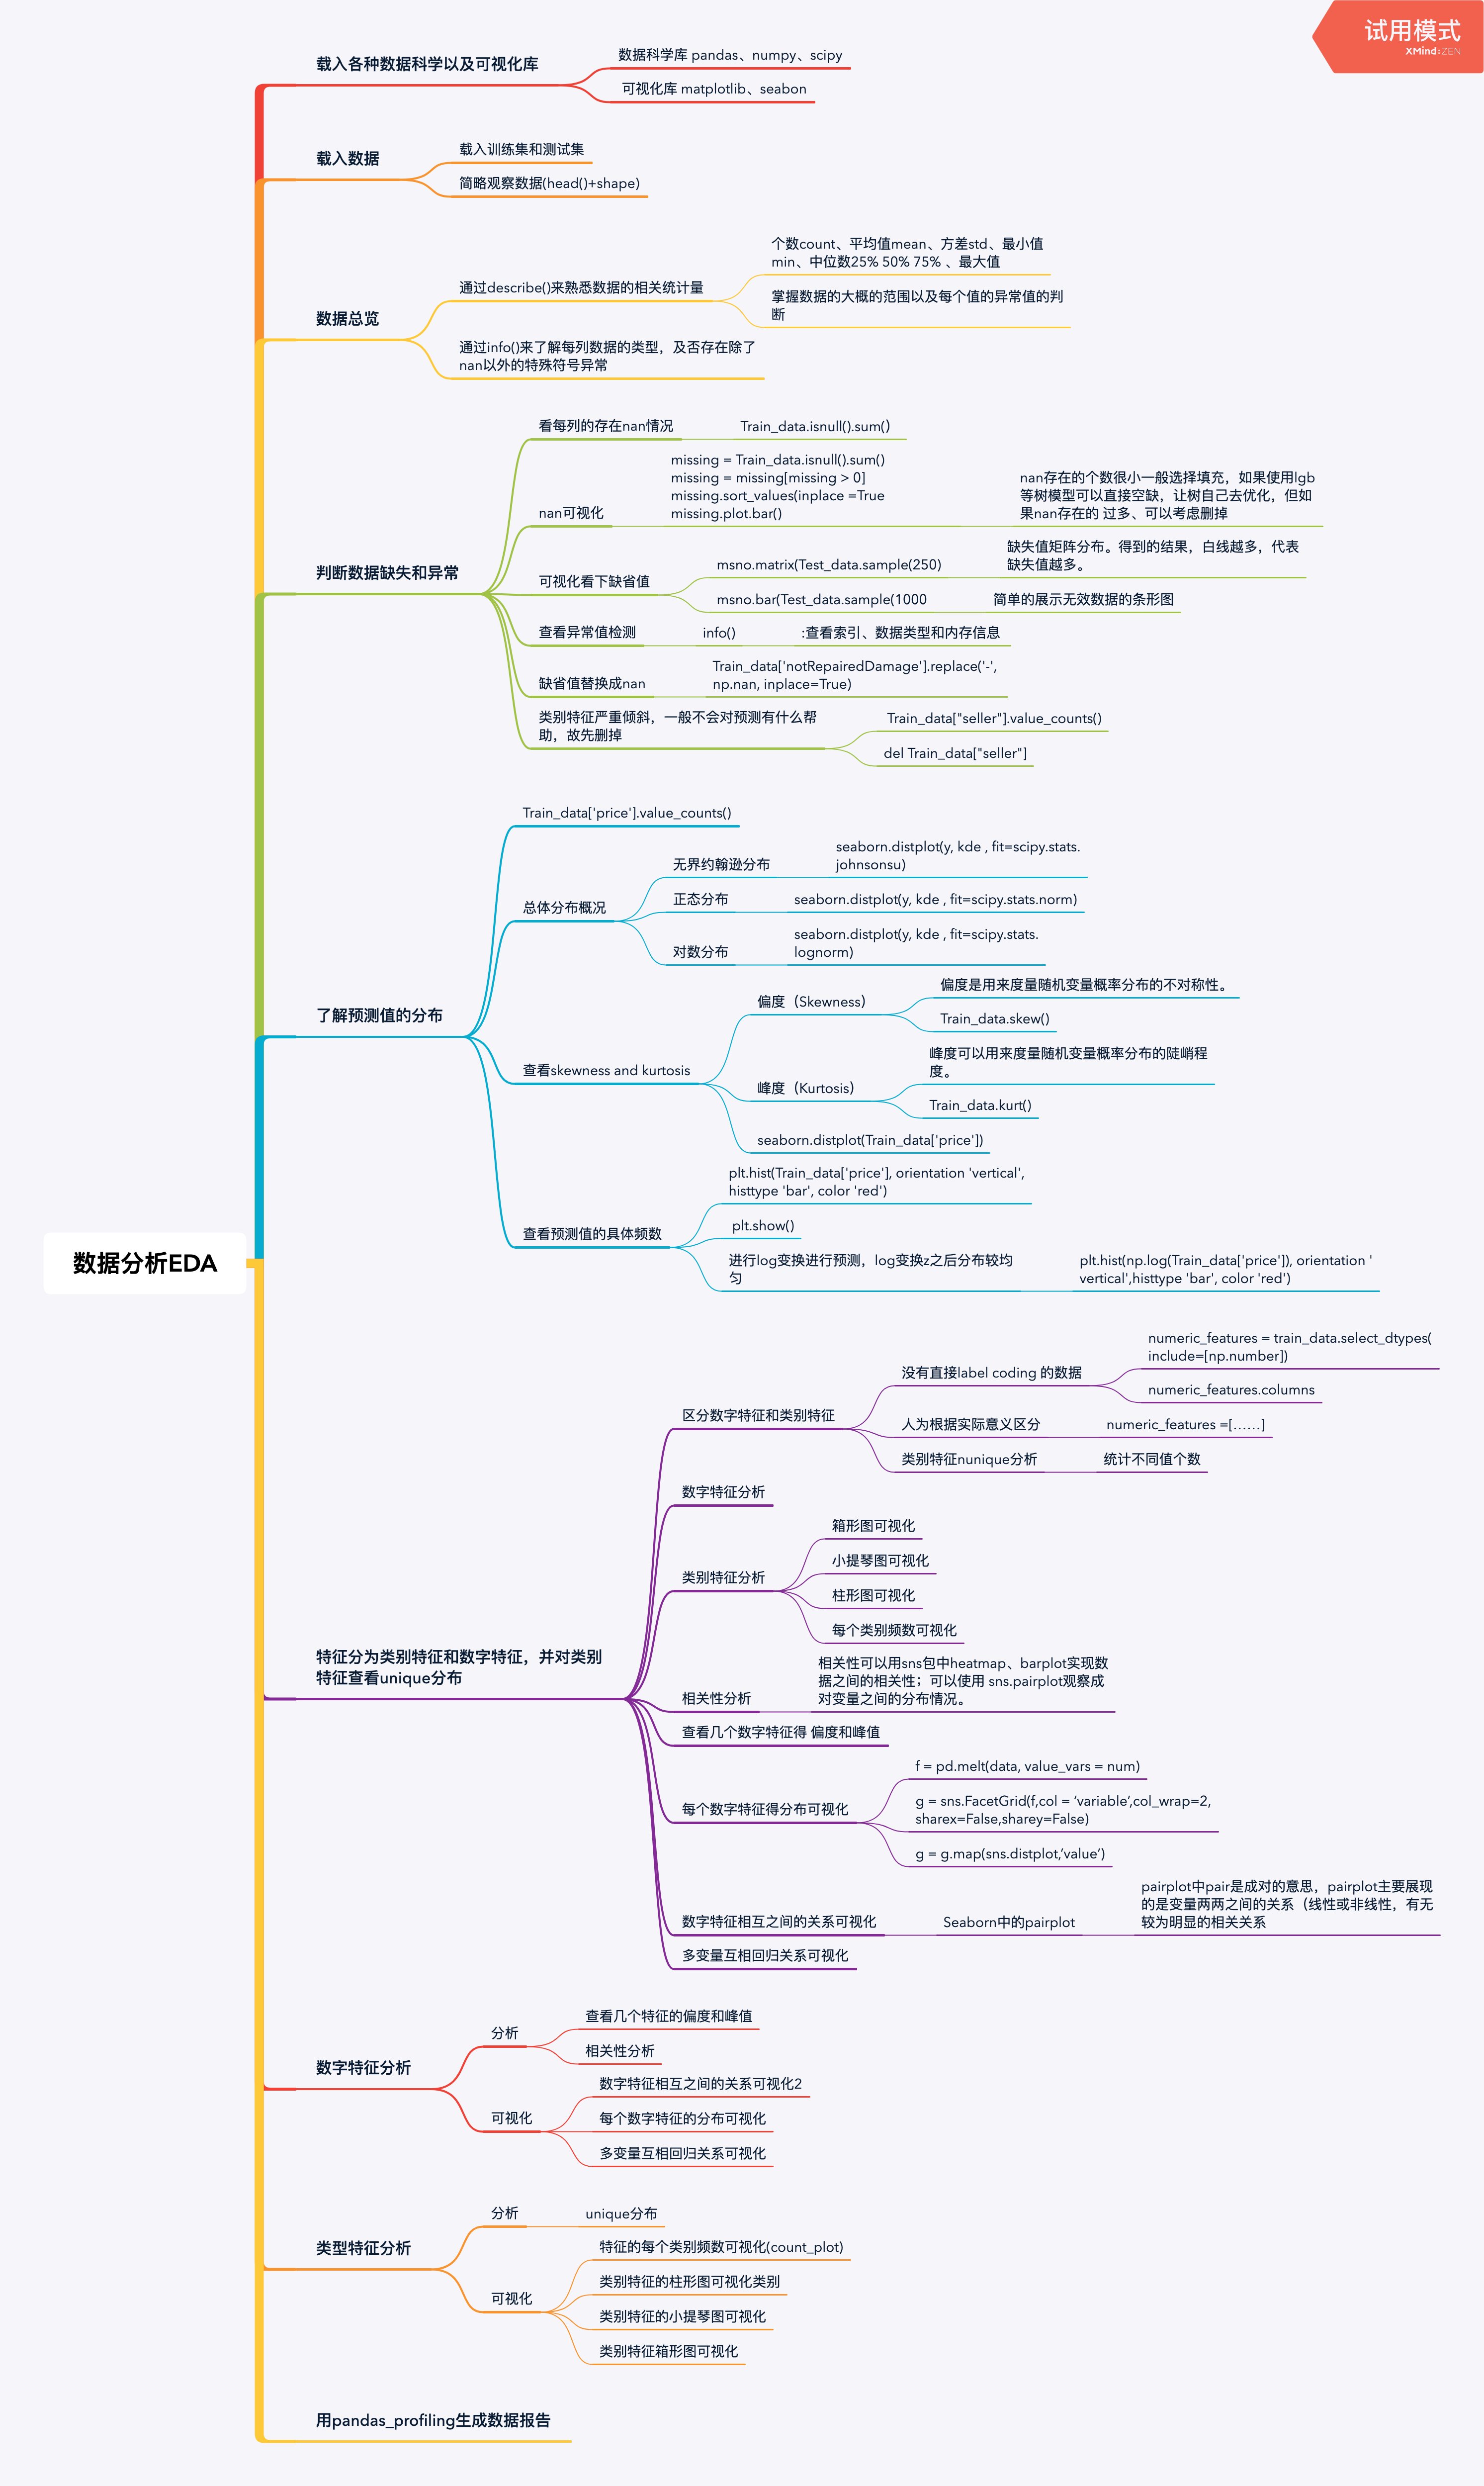 试用模式
XMind:ZEN
数据分析EDA
载入各种数据科学以及可视化库
数据科学库 pandas、numpy、scipy
可视化库 matplotlib、seabon
载入数据
载入训练集和测试集
简略观察数据(head()+shape)
数据总览
通过describe()来熟悉数据的相关统计量
个数count、平均值mean、方差std、最小值
min、中位数25% 50% 75% 、最大值
掌握数据的大概的范围以及每个值的异常值的判
断
通过info()来了解每列数据的类型，及否存在除了
nan以外的特殊符号异常
判断数据缺失和异常
看每列的存在nan情况
Train_data.isnull().sum()
nan可视化
missing = Train_data.isnull().sum()
missing = missing[missing > 0]
missing.sort_values(inplace =True
missing.plot.bar()
nan存在的个数很小一般选择填充，如果使用lgb
等树模型可以直接空缺，让树自己去优化，但如
果nan存在的 过多、可以考虑删掉
可视化看下缺省值
msno.matrix(Test_data.sample(250)
缺失值矩阵分布。得到的结果，白线越多，代表
缺失值越多。
msno.bar(Test_data.sample(1000
简单的展示无效数据的条形图
查看异常值检测
info()
:查看索引、数据类型和内存信息
缺省值替换成nan
Train_data['notRepairedDamage'].replace('-',
np.nan, inplace=True)
类别特征严重倾斜，一般不会对预测有什么帮
助，故先删掉
Train_data["seller"].value_counts()
del Train_data["seller"]
了解预测值的分布
Train_data['price'].value_counts()
总体分布概况
无界约翰逊分布
seaborn.distplot(y, kde , fit=scipy.stats.
johnsonsu)
正态分布
seaborn.distplot(y, kde , fit=scipy.stats.norm)
对数分布
seaborn.distplot(y, kde , fit=scipy.stats.
lognorm)
查看skewness and kurtosis
偏度（Skewness）
偏度是用来度量随机变量概率分布的不对称性。
Train_data.skew()
峰度（Kurtosis）
峰度可以用来度量随机变量概率分布的陡峭程
度。
Train_data.kurt()
seaborn.distplot(Train_data['price'])
查看预测值的具体频数
plt.hist(Train_data['price'], orientation 'vertical',
histtype 'bar', color 'red')
plt.show()
进行log变换进行预测，log变换z之后分布较均
匀
plt.hist(np.log(Train_data['price']), orientation '
vertical',histtype 'bar', color 'red')
特征分为类别特征和数字特征，并对类别
特征查看unique分布
区分数字特征和类别特征
没有直接label coding 的数据
numeric_features = train_data.select_dtypes(
include=[np.number])
numeric_features.columns
人为根据实际意义区分
numeric_features =[……]
类别特征nunique分析
统计不同值个数
数字特征分析
类别特征分析
箱形图可视化
小提琴图可视化
柱形图可视化
每个类别频数可视化
相关性分析
相关性可以用sns包中heatmap、barplot实现数
据之间的相关性；可以使用 sns.pairplot观察成
对变量之间的分布情况。
查看几个数字特征得 偏度和峰值
每个数字特征得分布可视化
f = pd.melt(data, value_vars = num)
g = sns.FacetGrid(f,col = ‘variable’,col_wrap=2,
sharex=False,sharey=False)
g = g.map(sns.distplot,’value’)
数字特征相互之间的关系可视化
Seaborn中的pairplot
pairplot中pair是成对的意思，pairplot主要展现
的是变量两两之间的关系（线性或非线性，有无
较为明显的相关关系
多变量互相回归关系可视化
数字特征分析
分析
查看几个特征的偏度和峰值
相关性分析
可视化
数字特征相互之间的关系可视化2
每个数字特征的分布可视化
多变量互相回归关系可视化
类型特征分析
分析
unique分布
可视化
特征的每个类别频数可视化(count_plot)
类别特征的柱形图可视化类别
类别特征的小提琴图可视化
类别特征箱形图可视化
用pandas_profiling生成数据报告